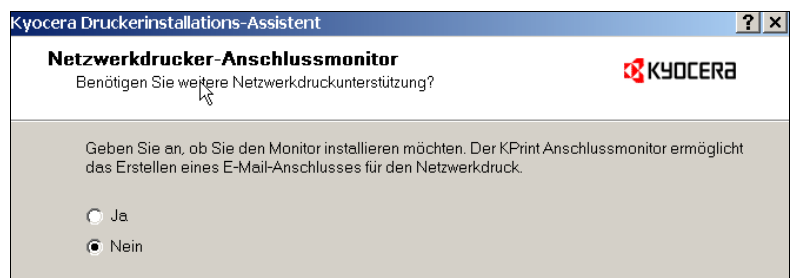 Kyocera Druckerinstallations-Assistent
Netzwerkdrucker-Anschlussmonitor
Benötigen Sie weitere Netzwerkdruckunterstützung?
KYOCERA
Geben Sie an, ob Sie den Monitor installieren möchten. Der KPrint Anschlussmonitor ermöglicht
das Erstellen eines E-Mail-Anschlusses für den Netzwerkdruck.
Ja
Nein